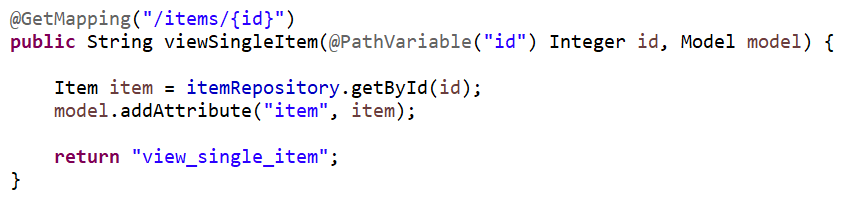 @GetMapping("/items/{id}")
public String viewSingleItem(@PathVariable("id") Integer id, Model model) {
Item item = itemRepository.getById(id);
model.addAttribute("item", item);
return "view_single_item";
}